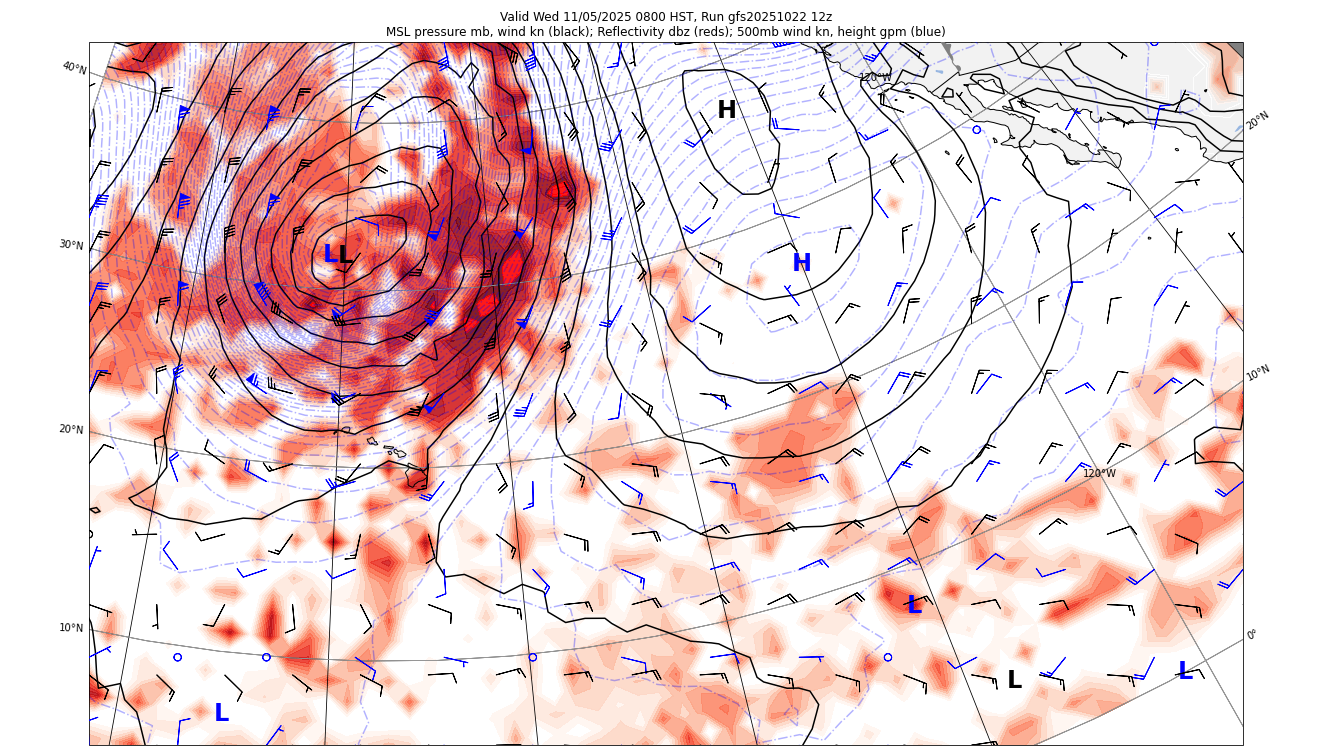 Valid Wed 11/05/2025 0800 HST, Run gfs20251022 12z
MSL pressure mb, wind kn (black); Reflectivity dbz (reds); 500mb wind kn, height gpm (blue)
40°N
120°W
H
20°N
30°N
L
L
H
10°N
20°N
120°W
10°N
L
0°
L
L
L